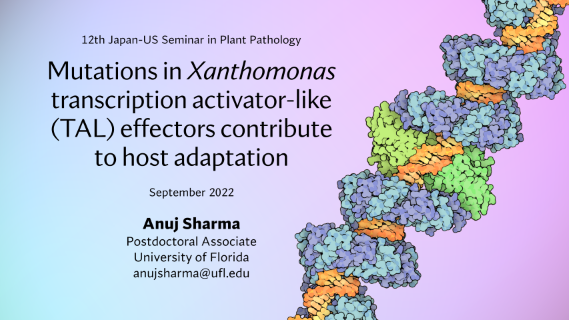 12th Japan-US Seminar in Plant Pathology
Mutations in Xanthomonas
transcription activator-like
(TAL) effectors contribute
to host adaptation
September 2022
Anuj Sharma
Postdoctoral Associate
University of Florida
anujsharma@ufl.edu